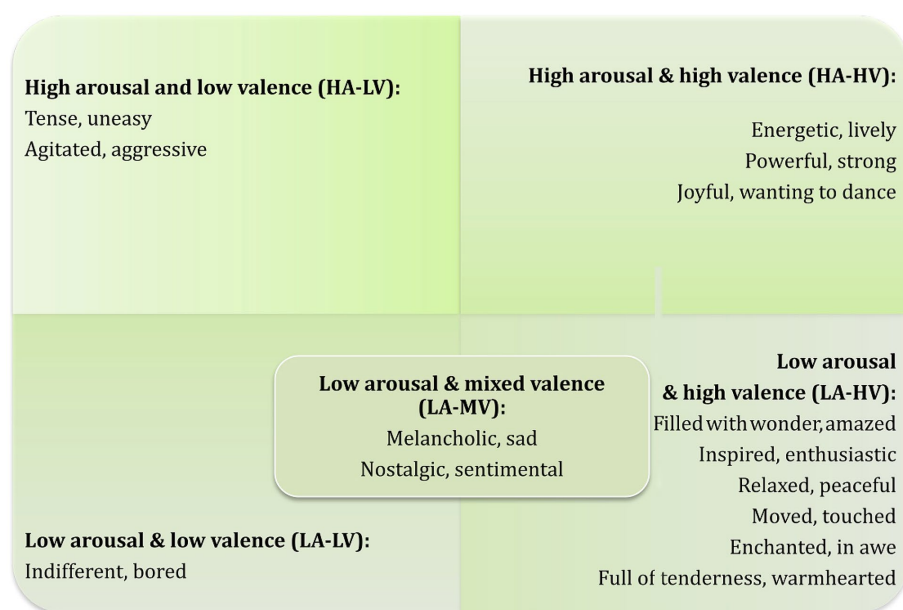 High arousal and low valence (HA-LV):
Tense, uneasy
Agitated, aggressive
High arousal & high valence (HA-HV):
Energetic, lively
Powerful, strong
Joyful, wanting to dance
Low arousal & mixed valence
(LA-MV):
Melancholic, sad
Nostalgic, sentimental
Low arousal & low valence (LA-LV):
Indifferent, bored
Low arousal
& high valence (LA-HV):
Filled with wonder, amazed
Inspired, enthusiastic
Relaxed, peaceful
Moved, touched
Enchanted, in awe
Full of tenderness, warmhearted